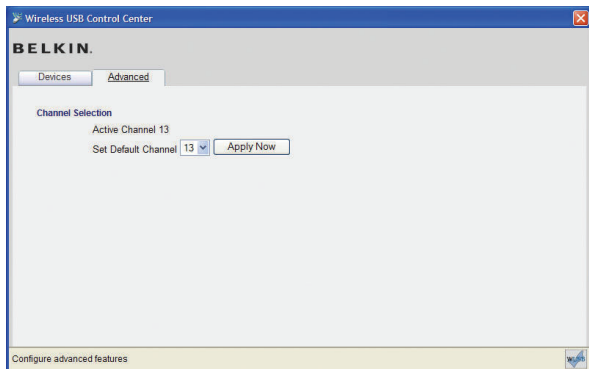 Wireless USB Control Center
BELKIN.
Devices Advanced
Channel Selection
Active Channel 13
Set Default Channel 13 Apply Now
Configure advanced features